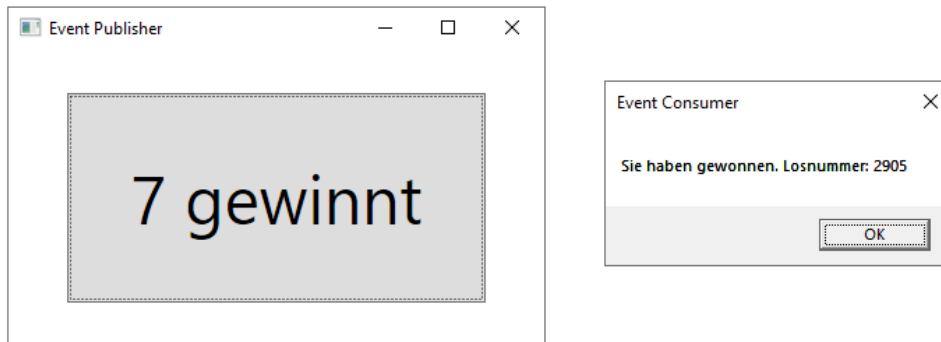 Event Publisher
7 gewinnt
Event Consumer
Sie haben gewonnen. Losnummer: 2905
OK